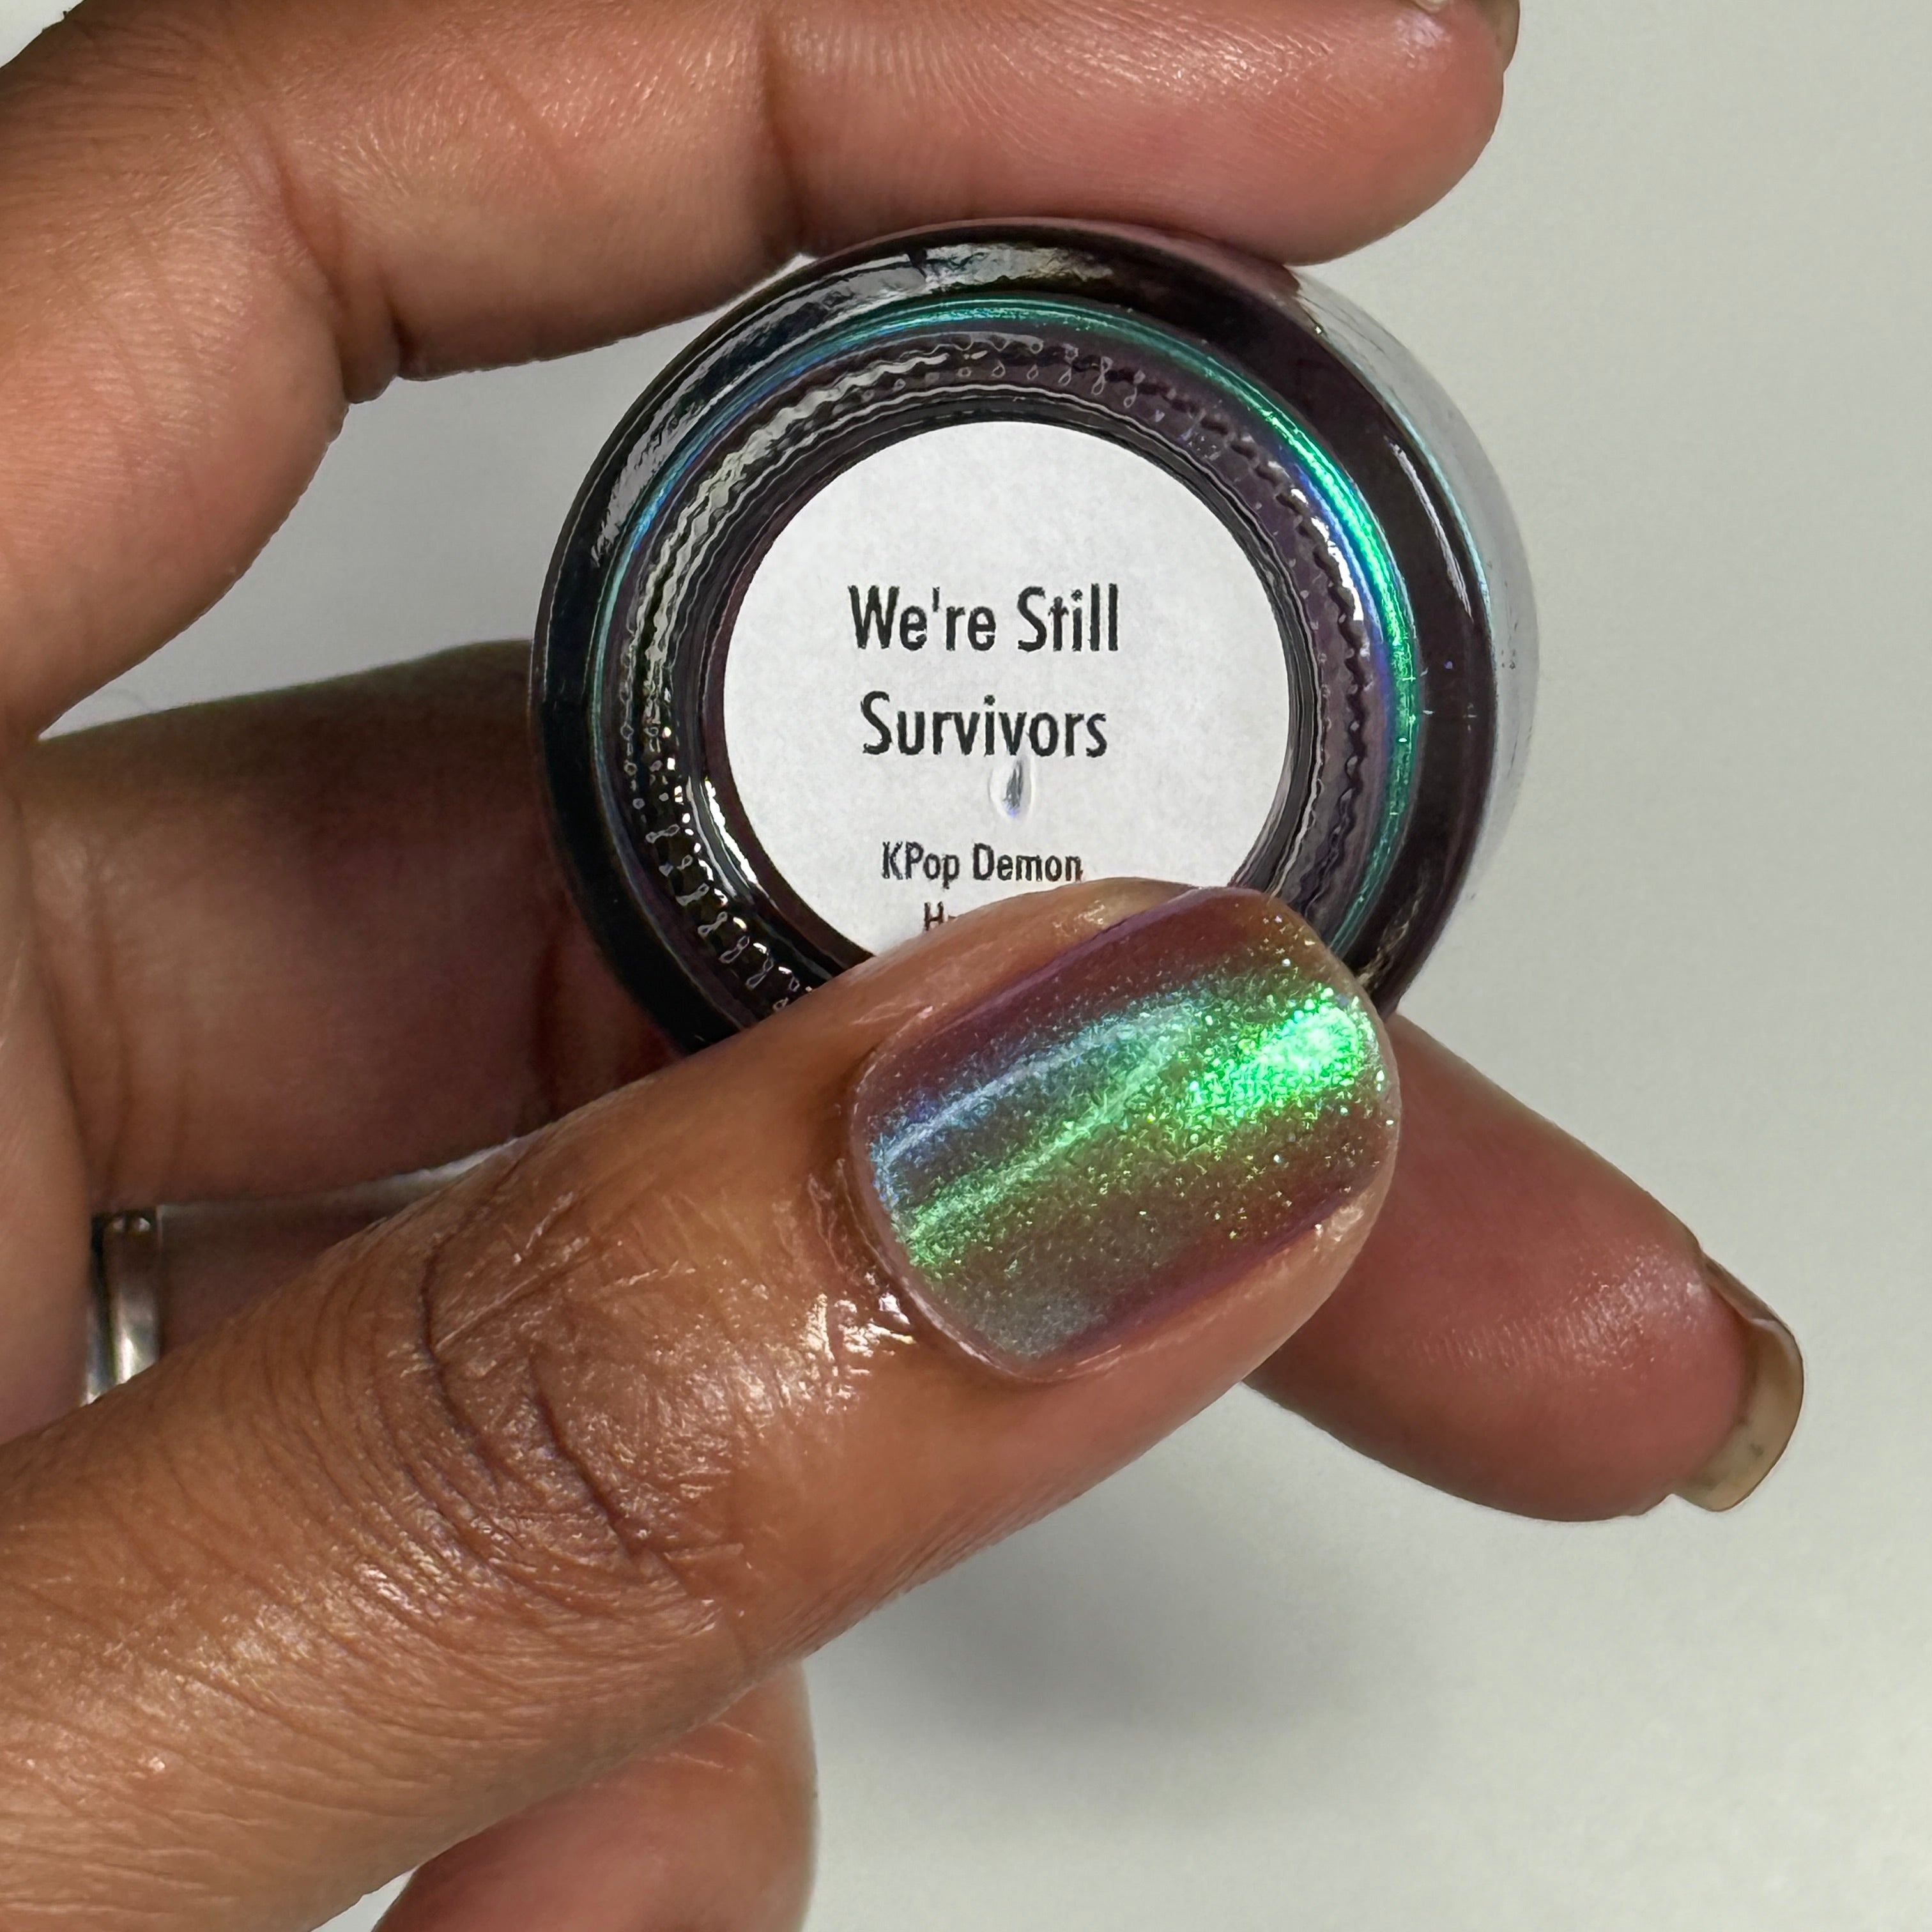 We're Still
Survivors
KPop Demon